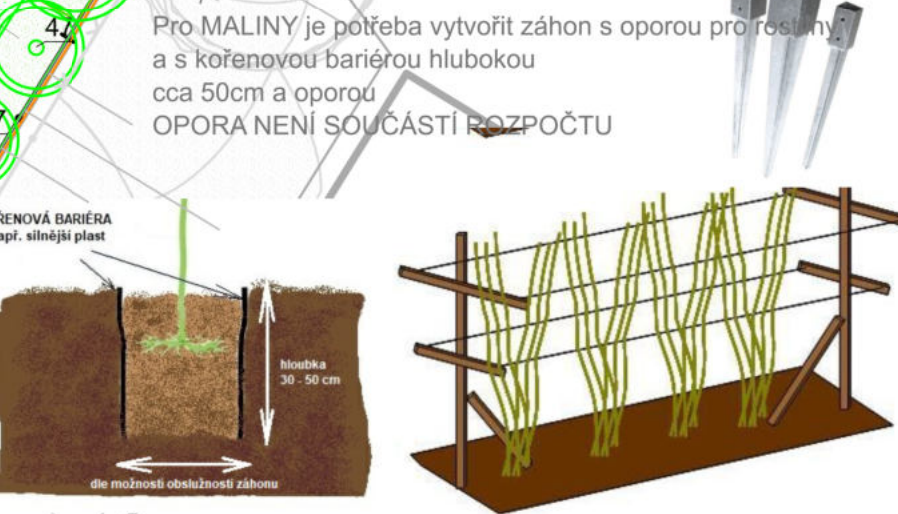 47
Pro MALINY je potřeba vytvořit záhon s oporou pro rostliny
a s kořenovou bariérou hlubokou
cca 50cm a oporou
OPORA NENÍ SOUČÁSTÍ ROZPOČTU
ŘENOVÁ BARIÉRA
apř. silnější plast
hloubka
30 - 50 cm
dle možnosti obslužnosti záhonu